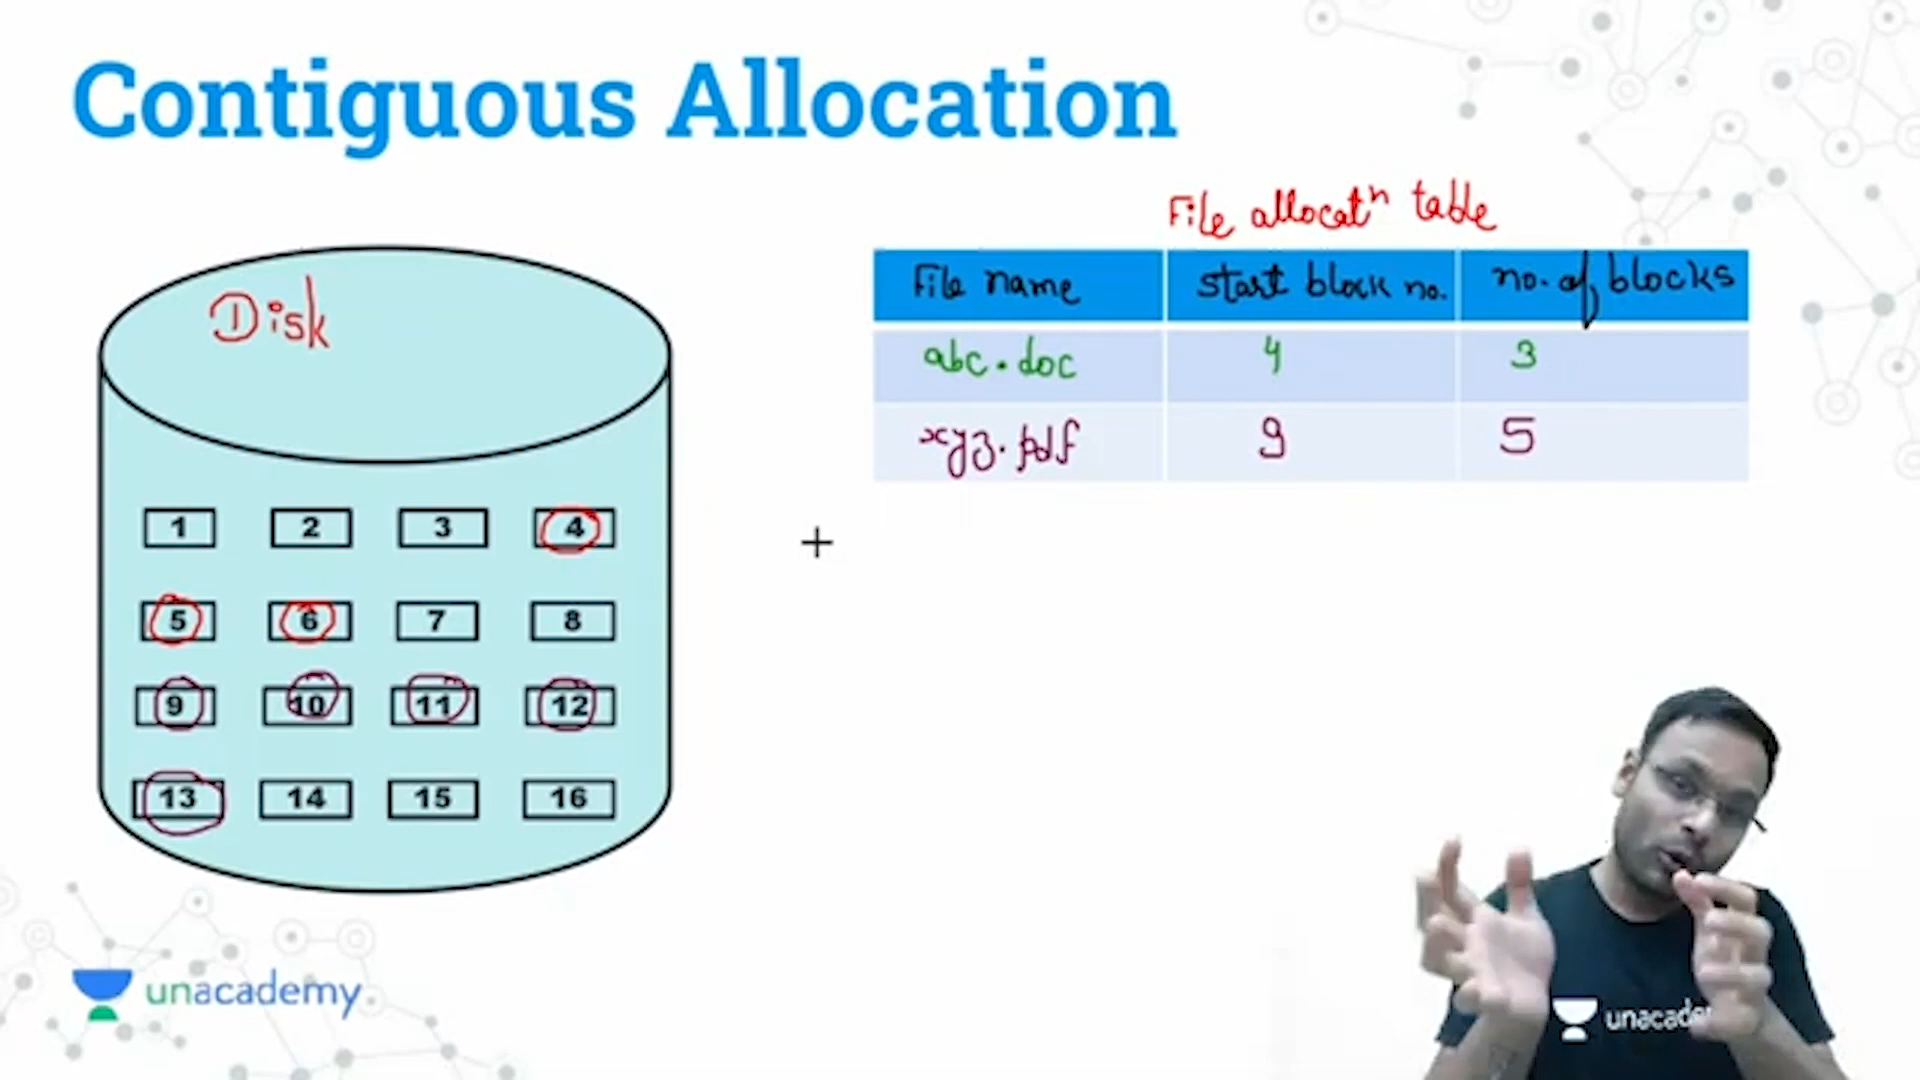 Contiguous Allocation
File allocatⁿ table
File name start block no. no. of blocks
abc.doc 4 3
xyz.pdf 9 5
Disk
1 2 3 4
5 6 7 8
9 10 11 12
13 14 15 16
unacademy
unacade